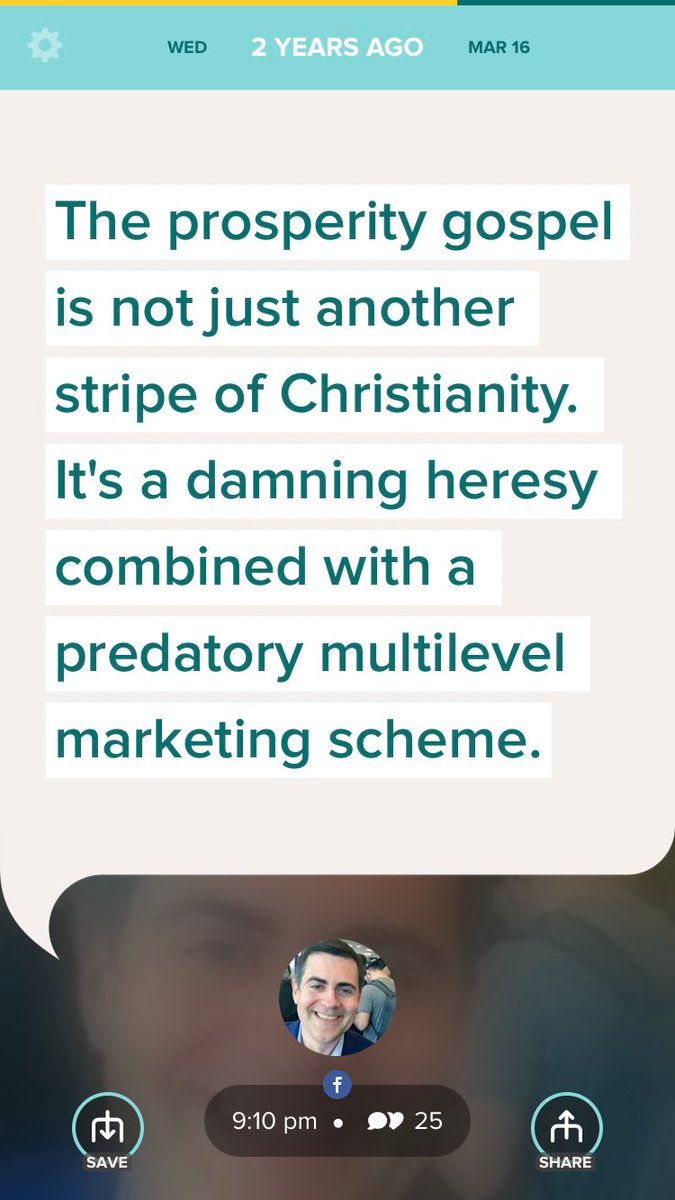 WED 2 YEARS AGO MAR 16
The prosperity gospel
is not just another
stripe of Christianity.
It's a damning heresy
combined with a
predatory multilevel
marketing scheme.
f
9:10 pm • 25
SAVE SHARE